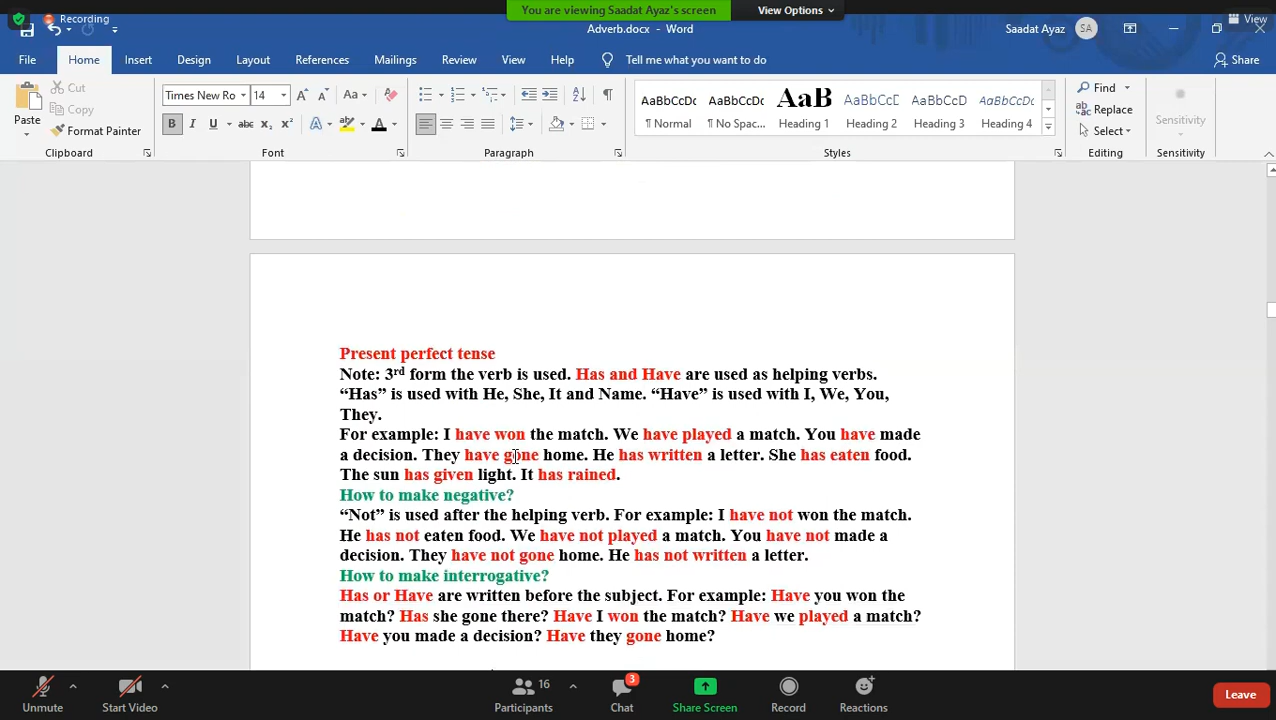 You are viewing Saadat Ayaz's screen
View Options
Recording
View
Adverb.docx - Word
Saadat Ayaz
SA
File Home Insert Design Layout References Mailings Review View Help Tell me what you want to do Share
Paste
Cut
Copy
Format Painter
Clipboard
Times New Ro 14
Font
Paragraph
AaBbCcDc AaBbCcDc AaB AaBbCcDc AaBbCcDc AaBbCcDc
¶ Normal ¶ No Spac... Heading 1 Heading 2 Heading 3 Heading 4
Styles
Find
Replace
Select
Editing
Sensitivity
Sensitivity
Present perfect tense
Note: 3rd form the verb is used. Has and Have are used as helping verbs.
“Has” is used with He, She, It and Name. “Have” is used with I, We, You,
They.
For example: I have won the match. We have played a match. You have made
a decision. They have gone home. He has written a letter. She has eaten food.
The sun has given light. It has rained.
How to make negative?
“Not” is used after the helping verb. For example: I have not won the match.
He has not eaten food. We have not played a match. You have not made a
decision. They have not gone home. He has not written a letter.
How to make interrogative?
Has or Have are written before the subject. For example: Have you won the
match? Has she gone there? Have I won the match? Have we played a match?
Have you made a decision? Have they gone home?
Unmute
Start Video
16
Participants
3
Chat
Share Screen
Record
Reactions
Leave